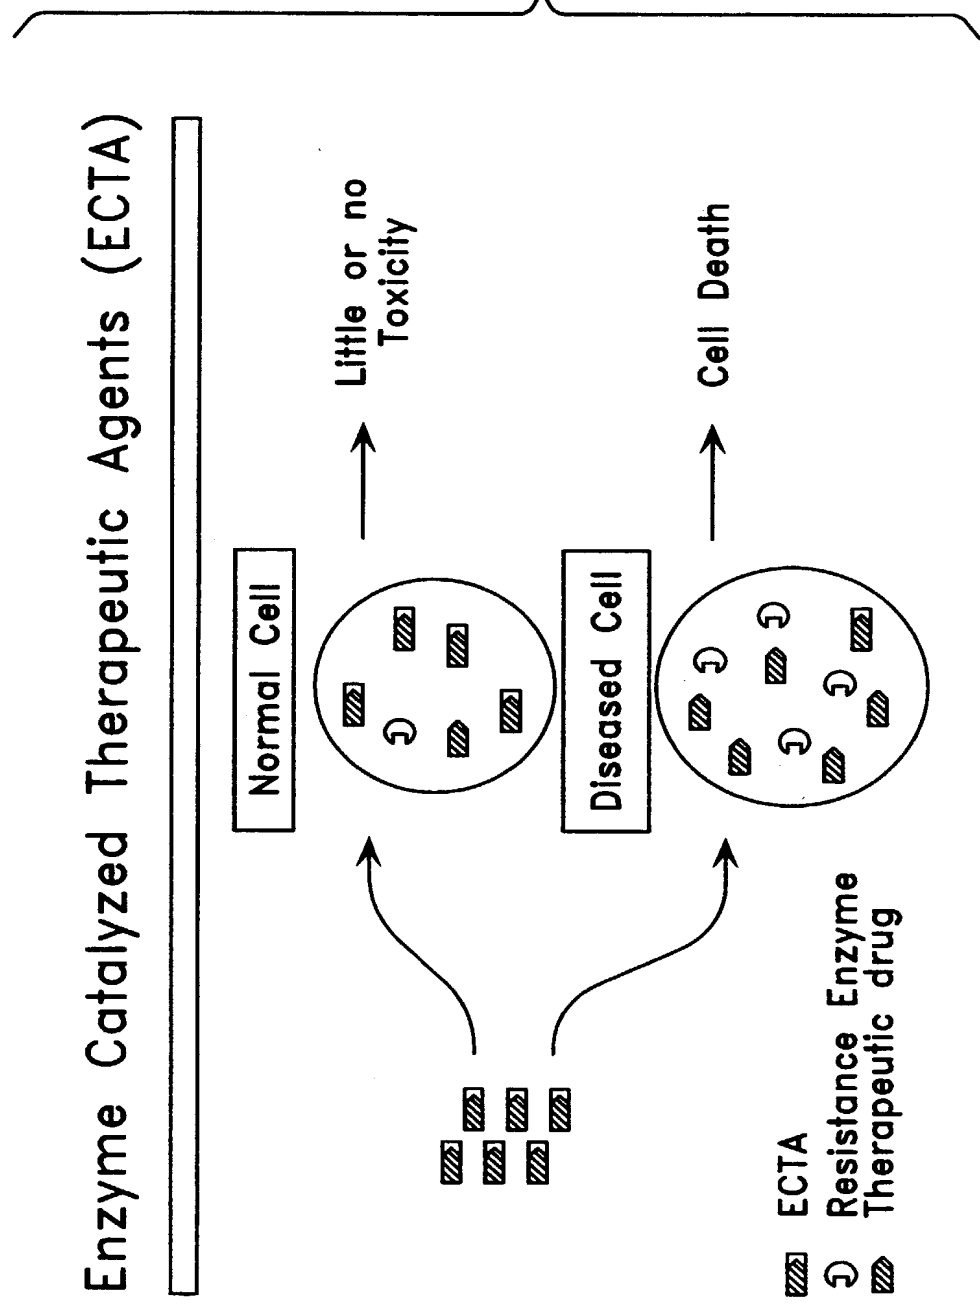 Enzyme Catalyzed Therapeutic Agents (ECTA)
Normal Cell
Little or no
Toxicity
Diseased Cell
Cell Death
ECTA
Resistance Enzyme
Therapeutic drug